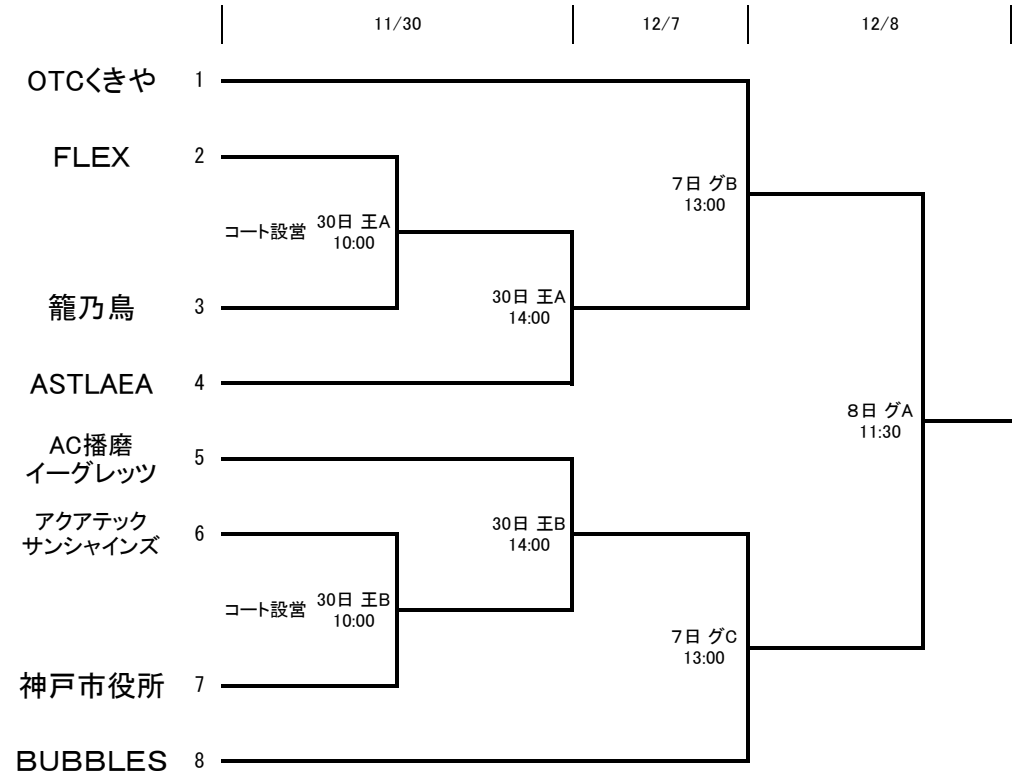 11/30
12/7
12/8
OTCくきや 1
FLEX 2
7日 グB
13:00
コート設営 30日 王A
10:00
籠乃鳥 3
30日 王A
14:00
ASTLAEA 4
8日 グA
11:30
AC播磨
イーグレッツ 5
アクアテック
サンシャインズ 6
30日 王B
14:00
コート設営 30日 王B
10:00
7日 グC
13:00
神戸市役所 7
BUBBLES 8